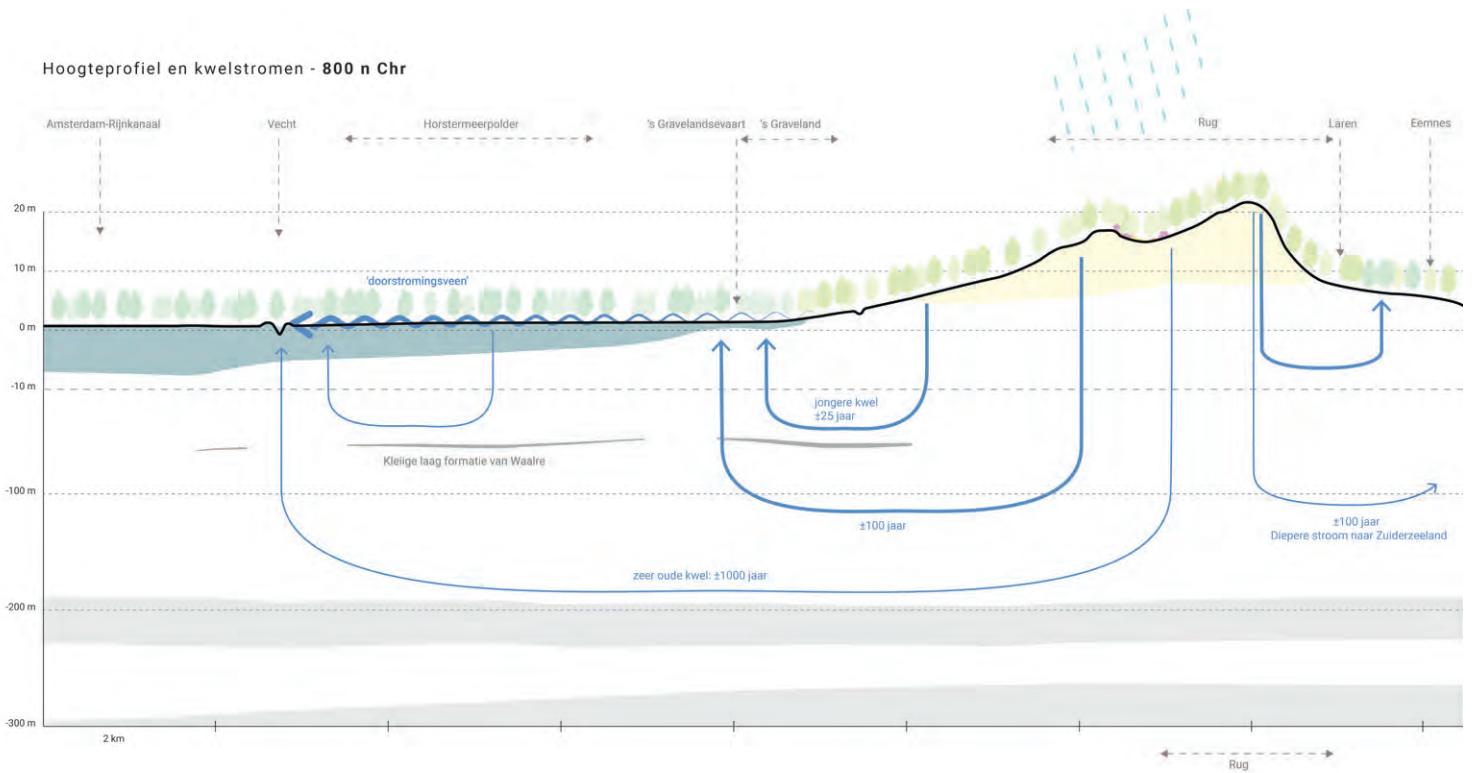 Hoogteprofiel en kwelstromen - 800 n Chr
Amsterdam-Rijnkanaal
Vecht
Horstermeerpolder
's Gravelandsevaart
's Graveland
Rug
Laren
Eemnes
20 m
10 m
'doorstromingsveen'
0 m
-10 m
jongere kwel
±25 jaar
Kleiige laag formatie van Waalre
-100 m
±100 jaar
±100 jaar
Diepere stroom naar Zuiderzeeland
zeer oude kwel: ±1000 jaar
-200 m
-300 m
2 km
Rug